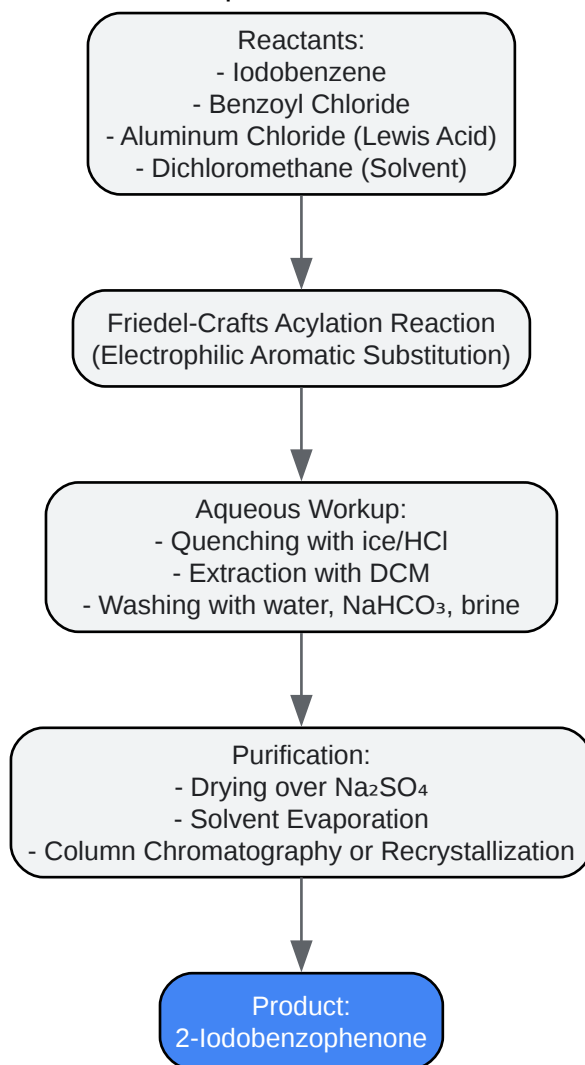 Reactants:
- Iodobenzene
- Benzoyl Chloride
- Aluminum Chloride (Lewis Acid)
- Dichloromethane (Solvent)
Friedel-Crafts Acylation Reaction
(Electrophilic Aromatic Substitution)
Aqueous Workup:
- Quenching with ice/HCl
- Extraction with DCM
- Washing with water, NaHCO₃, brine
Purification:
- Drying over Na₂SO₄
- Solvent Evaporation
- Column Chromatography or Recrystallization
Product:
2-Iodobenzophenone